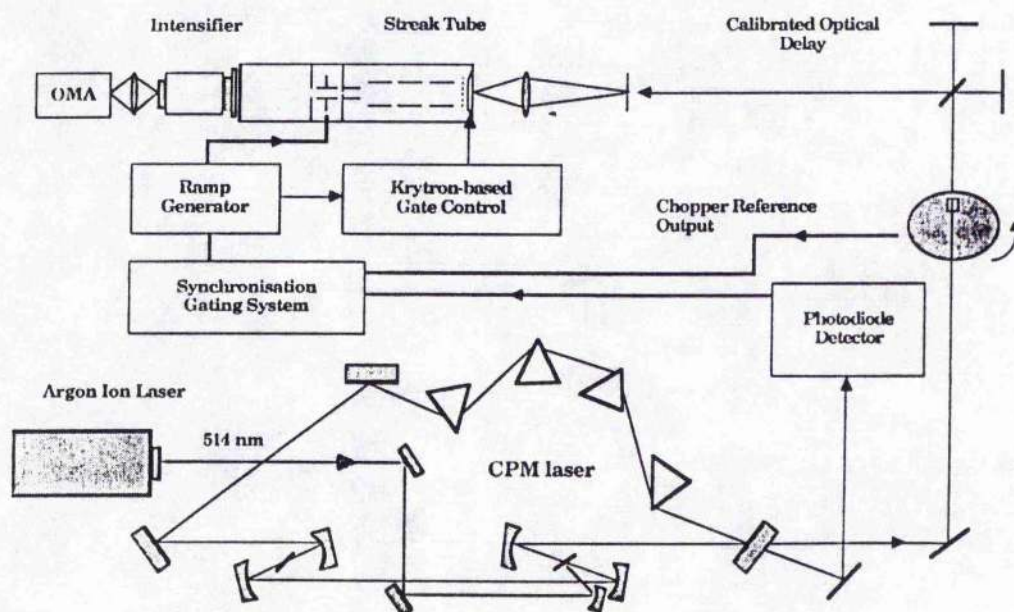 Intensifier
Streak Tube
Calibrated Optical
Delay
OMA
Ramp
Generator
Krytron-based
Gate Control
Chopper Reference
Output
Synchronisation
Gating System
Photodiode
Detector
Argon Ion Laser
514 nm
CPM laser